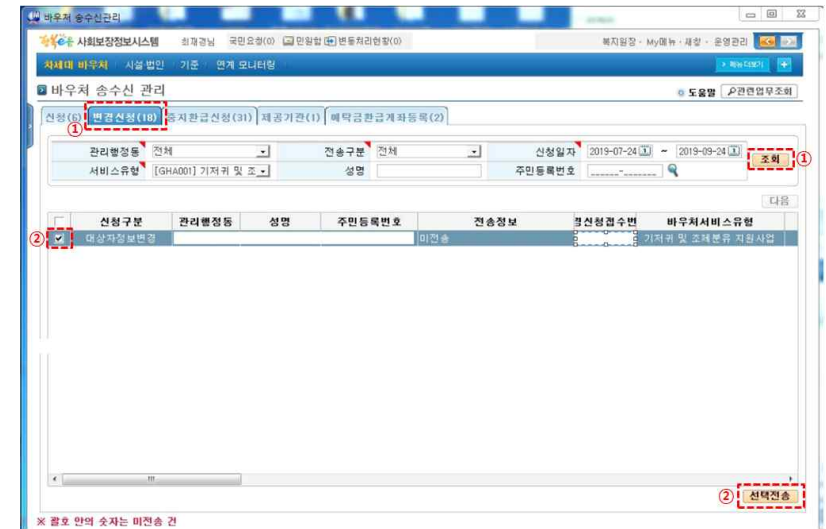 바우처 송수신관리
사회보장정보시스템 최재경님 국민요청(0) 민원함 변동처리현황(0) 복지원장 · My메뉴 · 새창 · 운영관리
차세대 바우처 시설 법인 기준 연계 모니터링 > 메뉴더보기 +
바우처 송수신 관리 도움말 관련업무조회
신청(6) 변경신청(18) 중지환급신청(31) 제공기관(1) 예탁금환급계좌등록(2)
①
관리행정동 전체 전송구분 전체 신청일자 2019-07-24 ~ 2019-09-24 조회 ①
서비스유형 [GHA001] 기저귀 및 조 성명 주민등록번호 ______-_______
다음
신청구분 관리행정동 성명 주민등록번호 전송정보 신청접수번 바우처서비스유형
② 대상자정보변경 미전송 기저귀 및 조제분유 지원사업
② 선택전송
※ 괄호 안의 숫자는 미전송 건